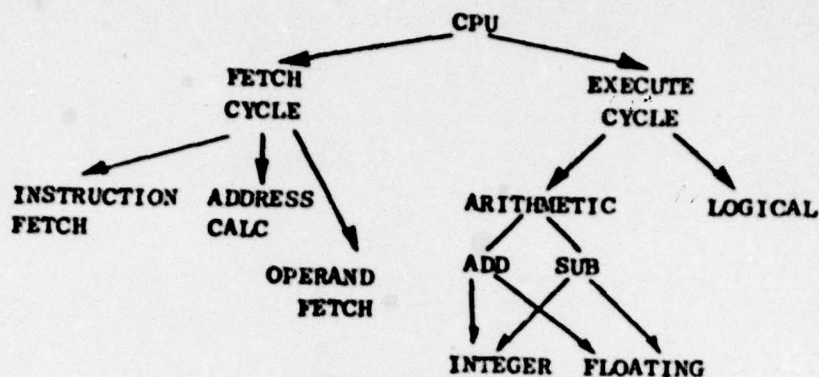 CPU
FETCH
CYCLE
EXECUTE
CYCLE
INSTRUCTION
FETCH
ADDRESS
CALC
OPERAND
FETCH
ARITHMETIC
LOGICAL
ADD
SUB
INTEGER
FLOATING